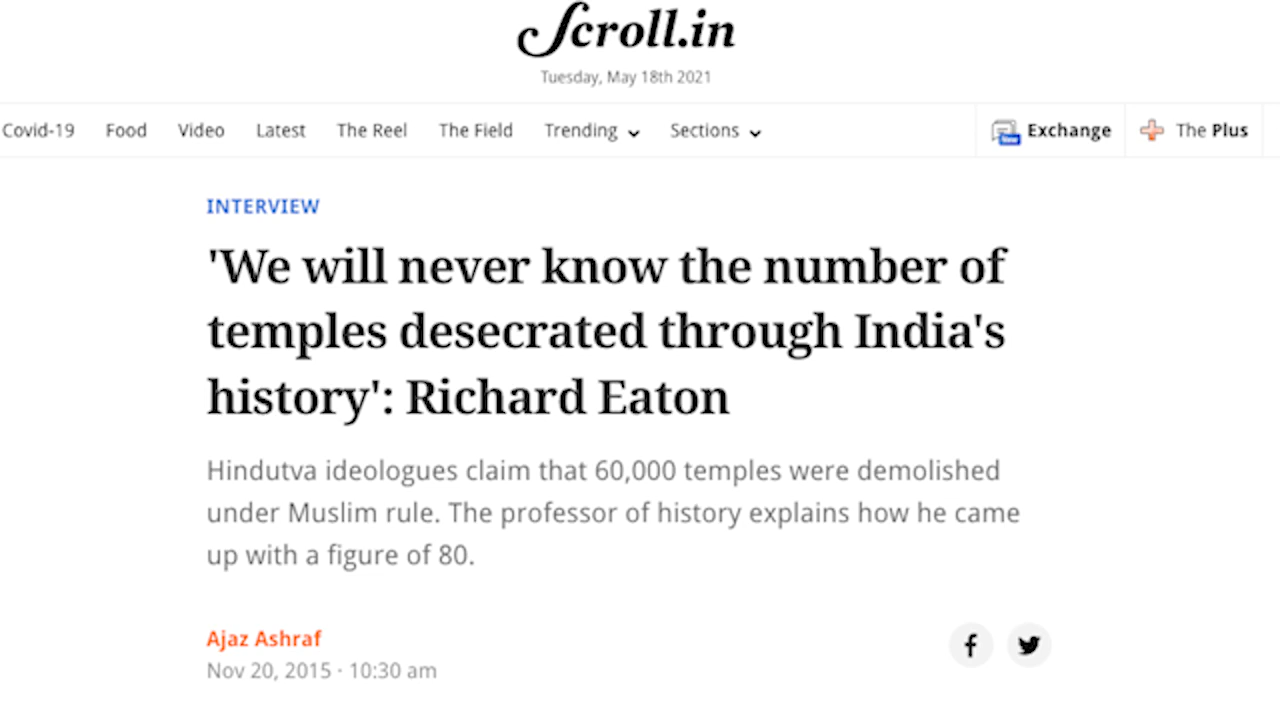 Scroll.in
Tuesday, May 18th 2021
Covid-19 Food Video Latest The Reel The Field Trending Sections Exchange The Plus
INTERVIEW
'We will never know the number of
temples desecrated through India's
history': Richard Eaton
Hindutva ideologues claim that 60,000 temples were demolished
under Muslim rule. The professor of history explains how he came
up with a figure of 80.
Ajaz Ashraf
Nov 20, 2015 · 10:30 am